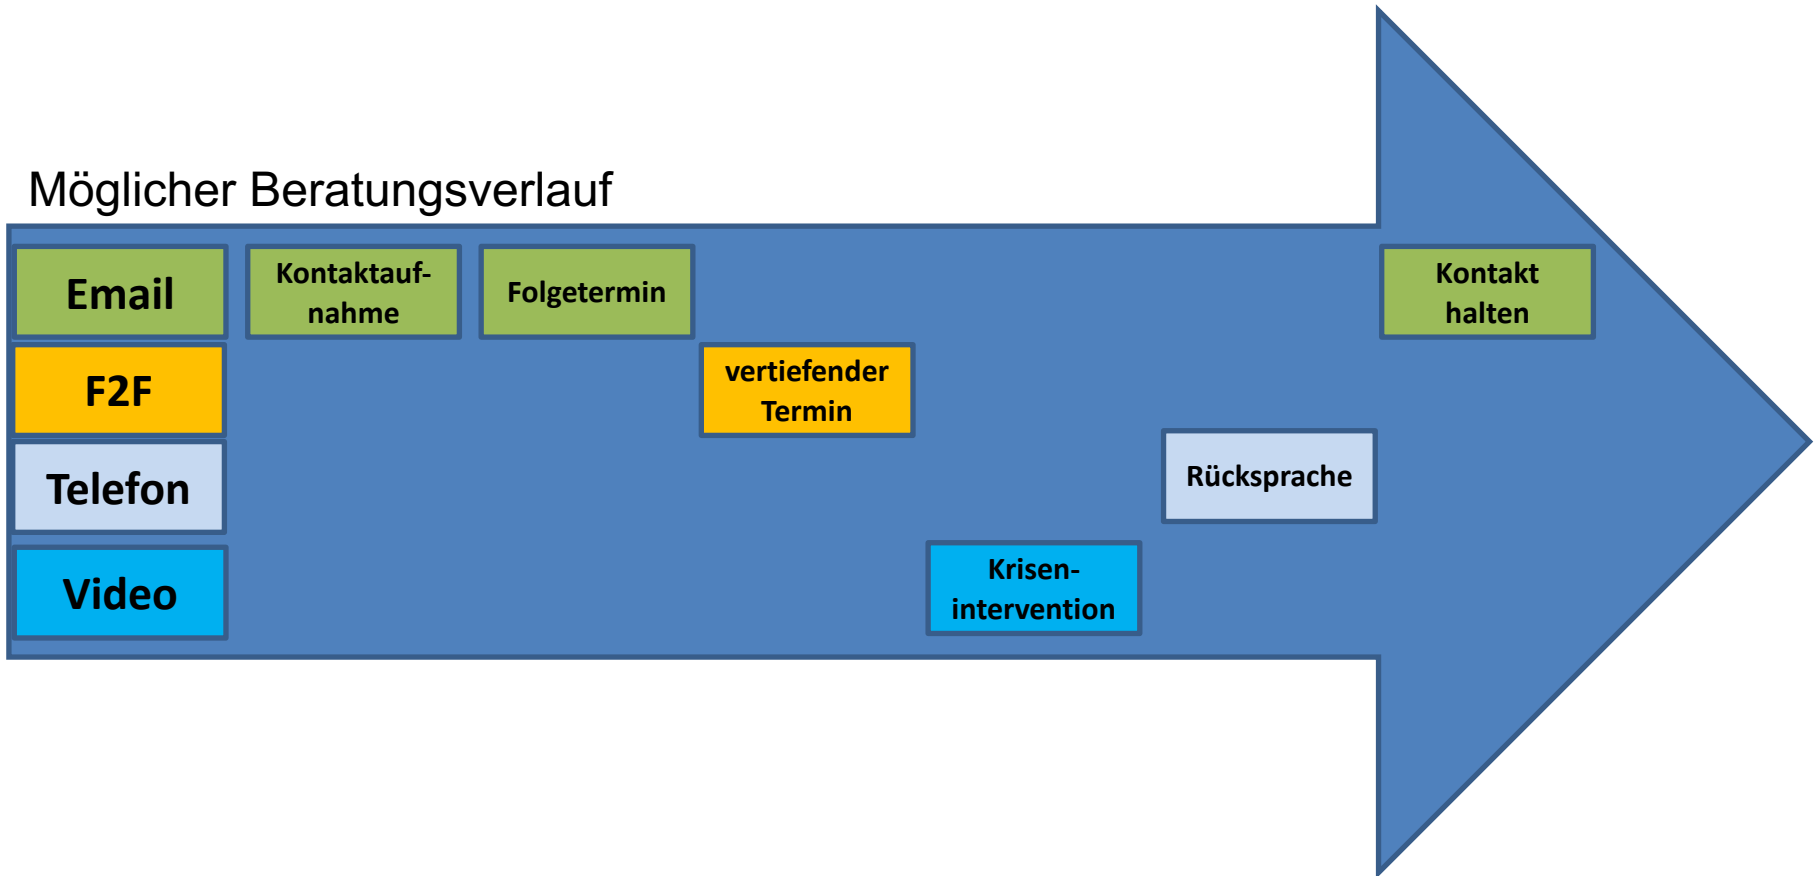 Möglicher Beratungsverlauf
Email
Kontaktauf-
nahme
Folgetermin
Kontakt
halten
F2F
vertiefender
Termin
Telefon
Rücksprache
Video
Krisen-
intervention